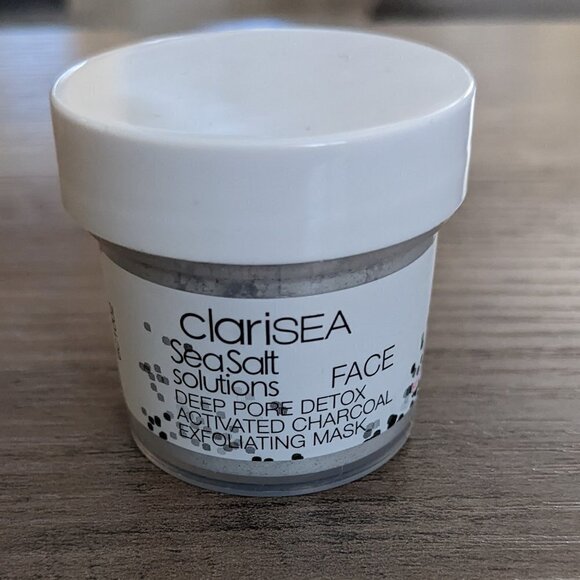 clariSEA
SeaSalt
solutions
FACE
DEEP PORE DETOX
ACTIVATED CHARCOAL
EXFOLIATING MASK